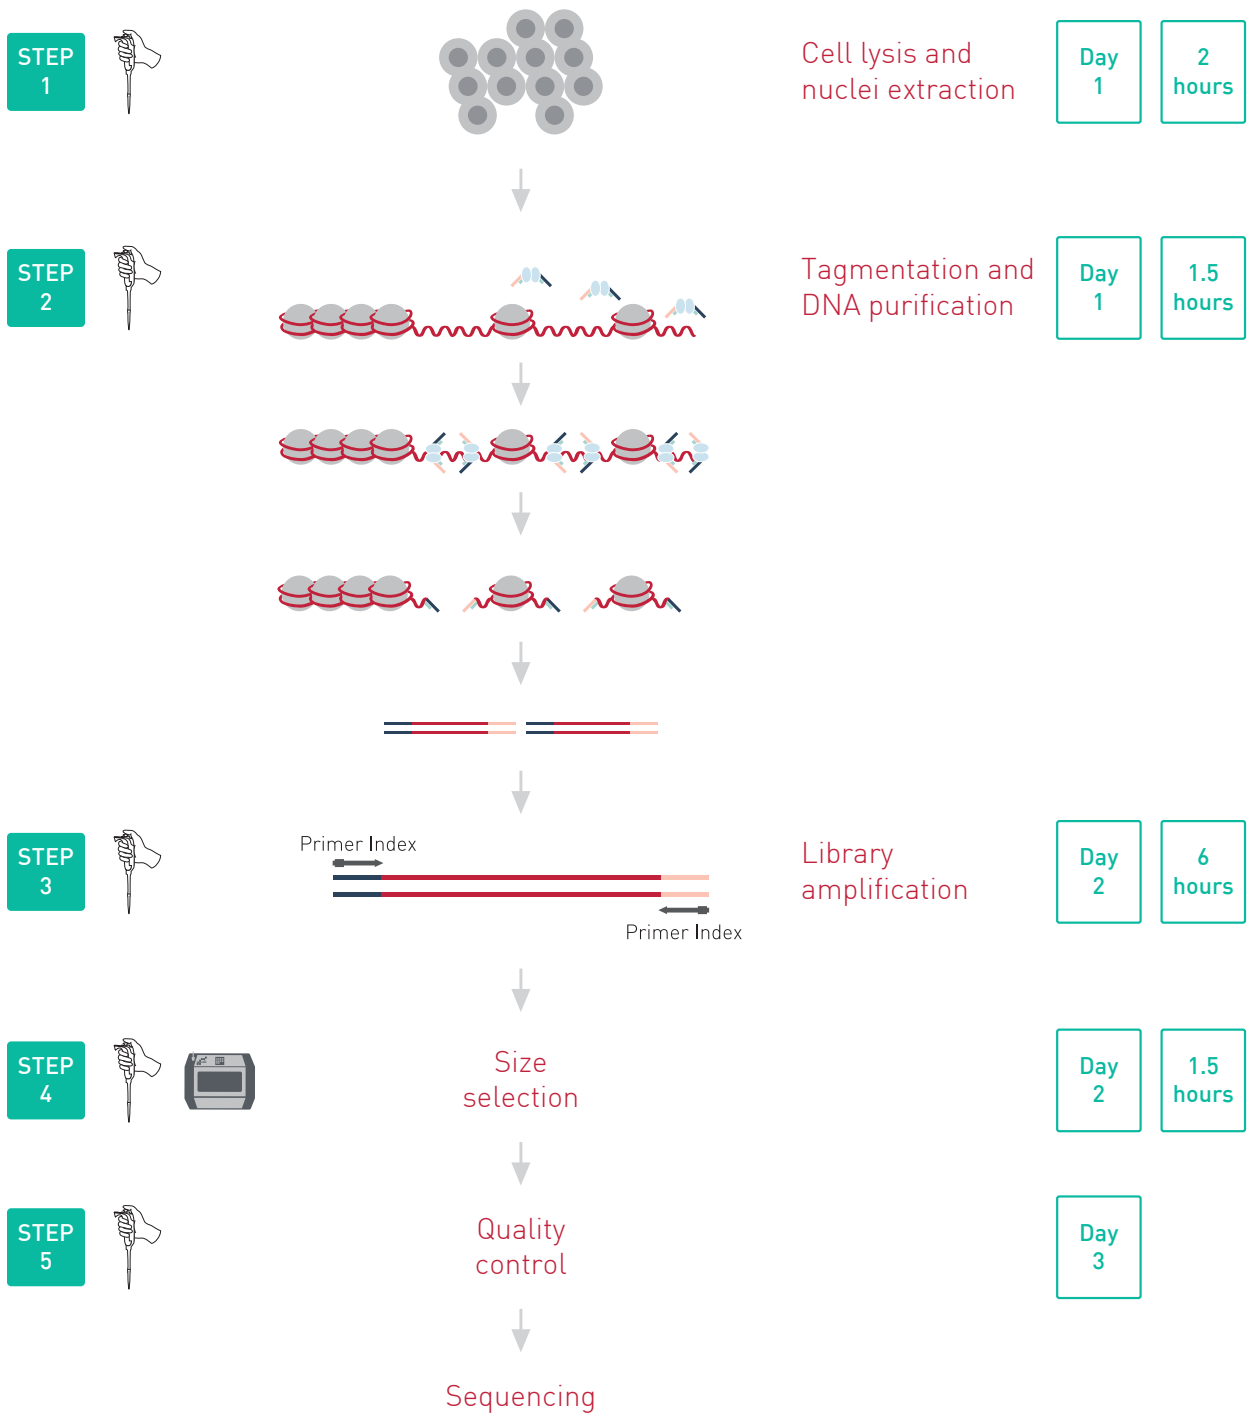 STEP
1
Cell lysis and
nuclei extraction
Day
1
2
hours
STEP
2
Tagmentation and
DNA purification
Day
1
1.5
hours
STEP
3
Primer Index
Primer Index
Library
amplification
Day
2
6
hours
STEP
4
Size
selection
Day
2
1.5
hours
STEP
5
Quality
control
Day
3
Sequencing